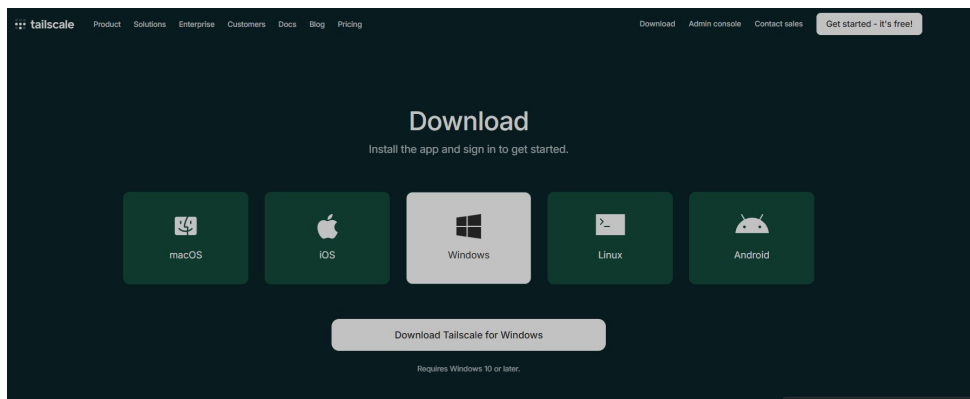 tailscale Product Solutions Enterprise Customers Docs Blog Pricing Download Admin console Contact sales Get started - it's free!
Download
Install the app and sign in to get started.
macOS iOS Windows Linux Android
Download Tailscale for Windows
Requires Windows 10 or later.